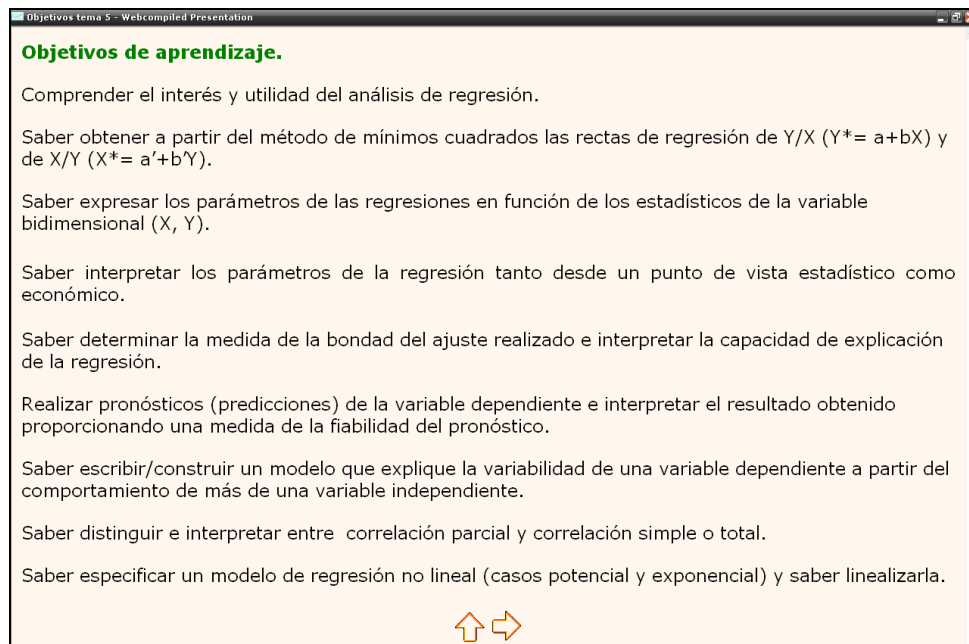 Objetivos tema 5 - Webcompiled Presentation
Objetivos de aprendizaje.
Comprender el interés y utilidad del análisis de regresión.
Saber obtener a partir del método de mínimos cuadrados las rectas de regresión de Y/X (Y*= a+bX) y
de X/Y (X*= a’+b’Y).
Saber expresar los parámetros de las regresiones en función de los estadísticos de la variable
bidimensional (X, Y).
Saber interpretar los parámetros de la regresión tanto desde un punto de vista estadístico como
económico.
Saber determinar la medida de la bondad del ajuste realizado e interpretar la capacidad de explicación
de la regresión.
Realizar pronósticos (predicciones) de la variable dependiente e interpretar el resultado obtenido
proporcionando una medida de la fiabilidad del pronóstico.
Saber escribir/construir un modelo que explique la variabilidad de una variable dependiente a partir del
comportamiento de más de una variable independiente.
Saber distinguir e interpretar entre correlación parcial y correlación simple o total.
Saber especificar un modelo de regresión no lineal (casos potencial y exponencial) y saber linealizarla.